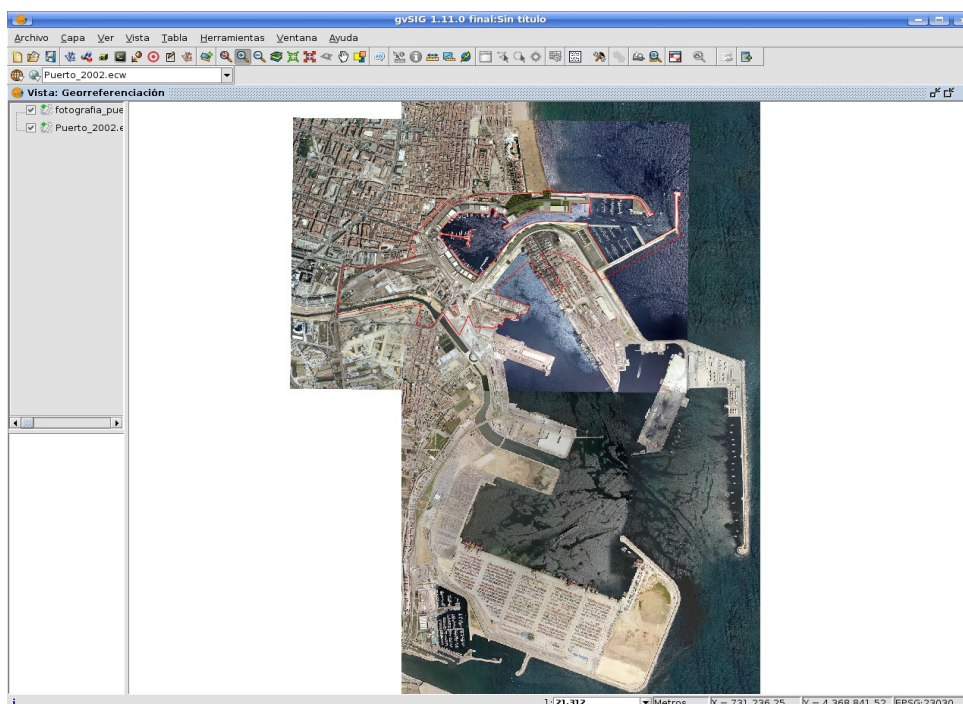 gvSIG 1.11.0 final:Sin título
Archivo Capa Ver Vista Tabla Herramientas Ventana Ayuda
Puerto_2002.ecw
Vista: Georreferenciación
fotografia_pue
Puerto_2002.e
1: 21.312 Metros X = 731.236,25 Y = 4.368.841,52 EPSG:23030